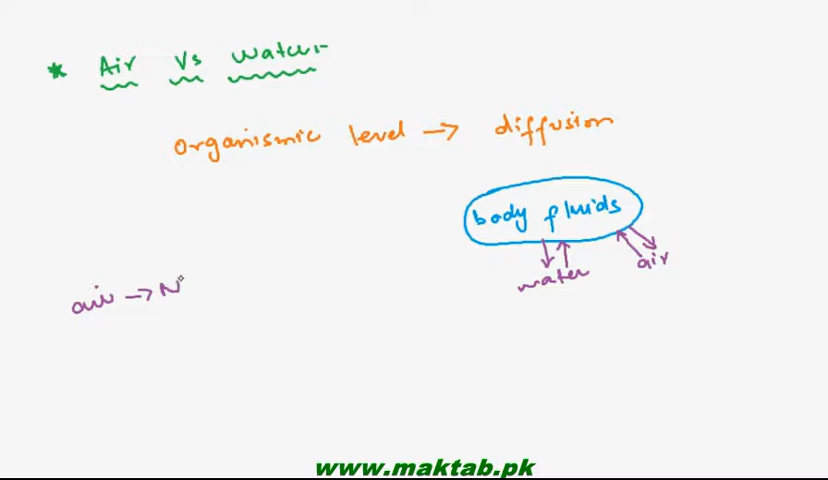 * Air Vs Water
organismic level → diffusion
body fluids
water
air
air → N
www.maktab.pk